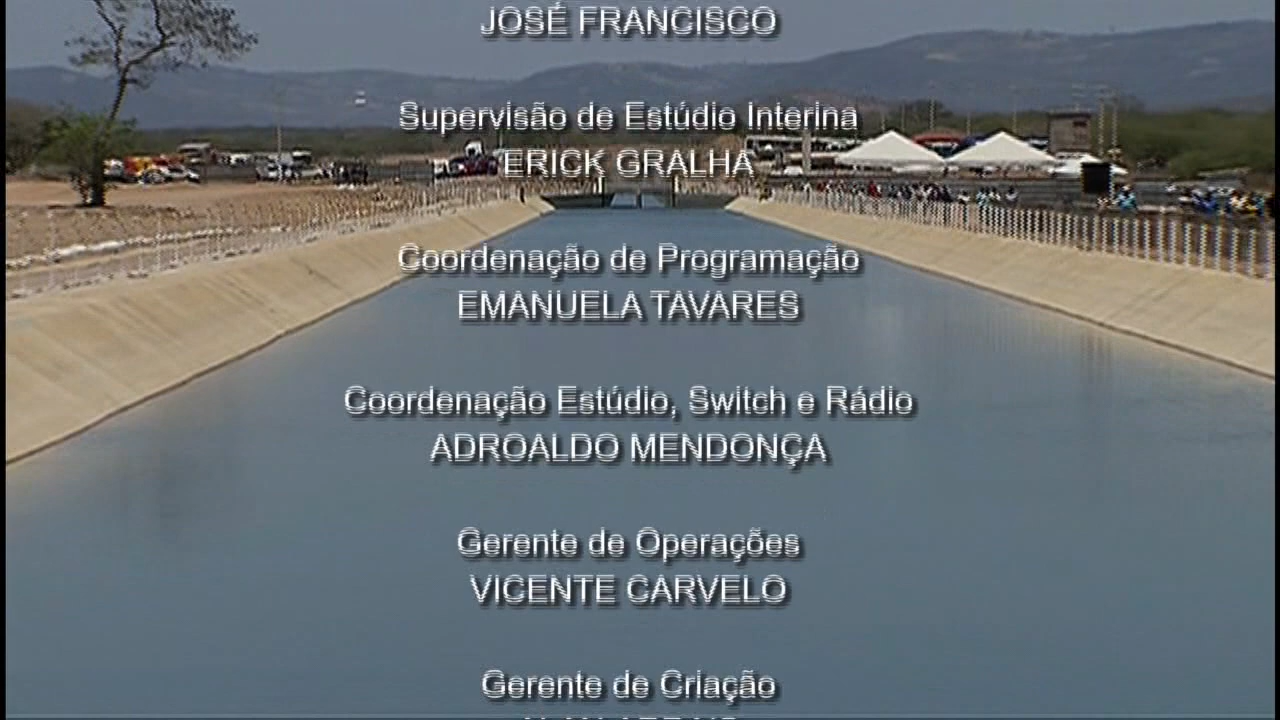 JOSÉ FRANCISCO
Supervisão de Estúdio Interina
ERICK GRALHA
Coordenação de Programação
EMANUELA TAVARES
Coordenação Estúdio, Switch e Rádio
ADROALDO MENDONÇA
Gerente de Operações
VICENTE CARVELO
Gerente de Criação